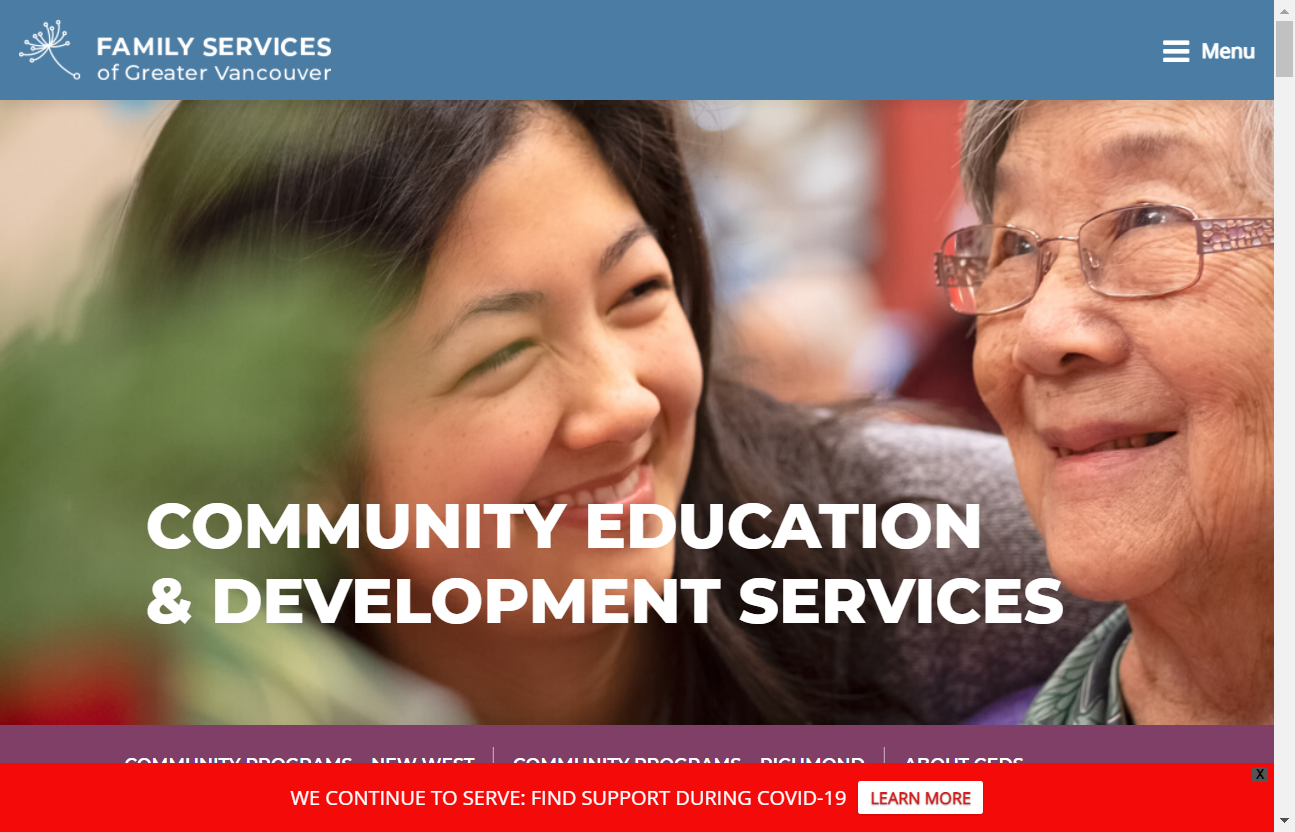 FAMILY SERVICES
of Greater Vancouver
Menu
COMMUNITY EDUCATION
& DEVELOPMENT SERVICES
COMMUNITY PROGRAMS – NEW WEST
COMMUNITY PROGRAMS – RICHMOND
ABOUT CEDS
X
WE CONTINUE TO SERVE: FIND SUPPORT DURING COVID-19
LEARN MORE